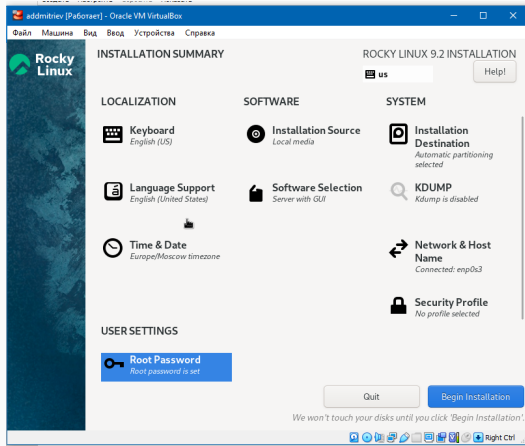 addmitriev [Работает] - Oracle VM VirtualBox
Файл Машина Вид Ввод Устройства Справка
Rocky
Linux
INSTALLATION SUMMARY
ROCKY LINUX 9.2 INSTALLATION
us
Help!
LOCALIZATION
SOFTWARE
SYSTEM
Keyboard
English (US)
Installation Source
Local media
Installation
Destination
Automatic partitioning
selected
Language Support
English (United States)
Software Selection
Server with GUI
KDUMP
Kdump is disabled
Time & Date
Europe/Moscow timezone
Network & Host
Name
Connected: enp0s3
Security Profile
No profile selected
USER SETTINGS
Root Password
Root password is set
Quit
Begin Installation
We won't touch your disks until you click 'Begin Installation'.
Right Ctrl